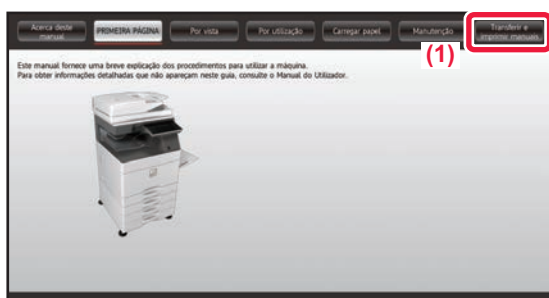 Acerca deste manual
PRIMEIRA PÁGINA
Por vista
Por utilização
Carregar papel
Manutenção
Transferir e imprimir manuais
(1)
Este manual fornece uma breve explicação dos procedimentos para utilizar a máquina.
Para obter informações detalhadas que não apareçam neste guia, consulte o Manual do Utilizador.